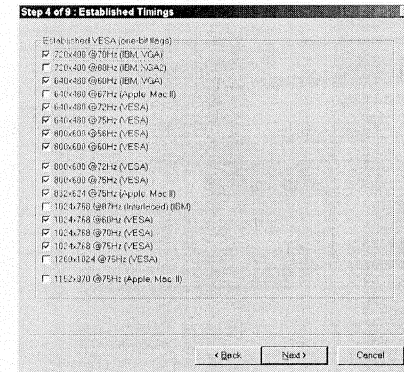 Step 4 of 9 : Established Timings
Established VESA (one-bit flags)
720x400 @70Hz (IBM, VGA)
720x400 @88Hz (IBM, VGA2)
640x480 @60Hz (IBM, VGA)
640x480 @67Hz (Apple, Mac II)
640x480 @72Hz (VESA)
640x480 @75Hz (VESA)
800x600 @56Hz (VESA)
800x600 @60Hz (VESA)
800x600 @72Hz (VESA)
800x600 @75Hz (VESA)
832x624 @75Hz (Apple, Mac II)
1024x768 @87Hz (Interlaced) (IBM)
1024x768 @60Hz (VESA)
1024x768 @70Hz (VESA)
1024x768 @75Hz (VESA)
1280x1024 @75Hz (VESA)
1152x870 @75Hz (Apple, Mac II)
< Back
Next >
Cancel